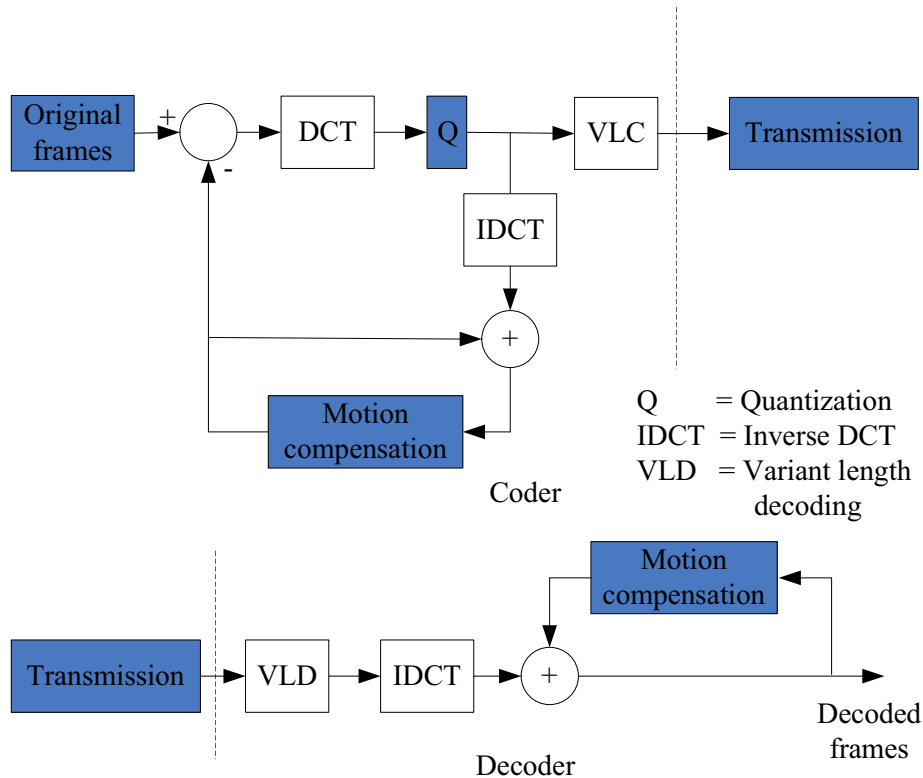 Original
frames
+
-
DCT
Q
VLC
Transmission
IDCT
+
Motion
compensation
Q = Quantization
IDCT = Inverse DCT
VLD = Variant length
decoding
Coder
Motion
compensation
Transmission
VLD
IDCT
+
Decoded
frames
Decoder